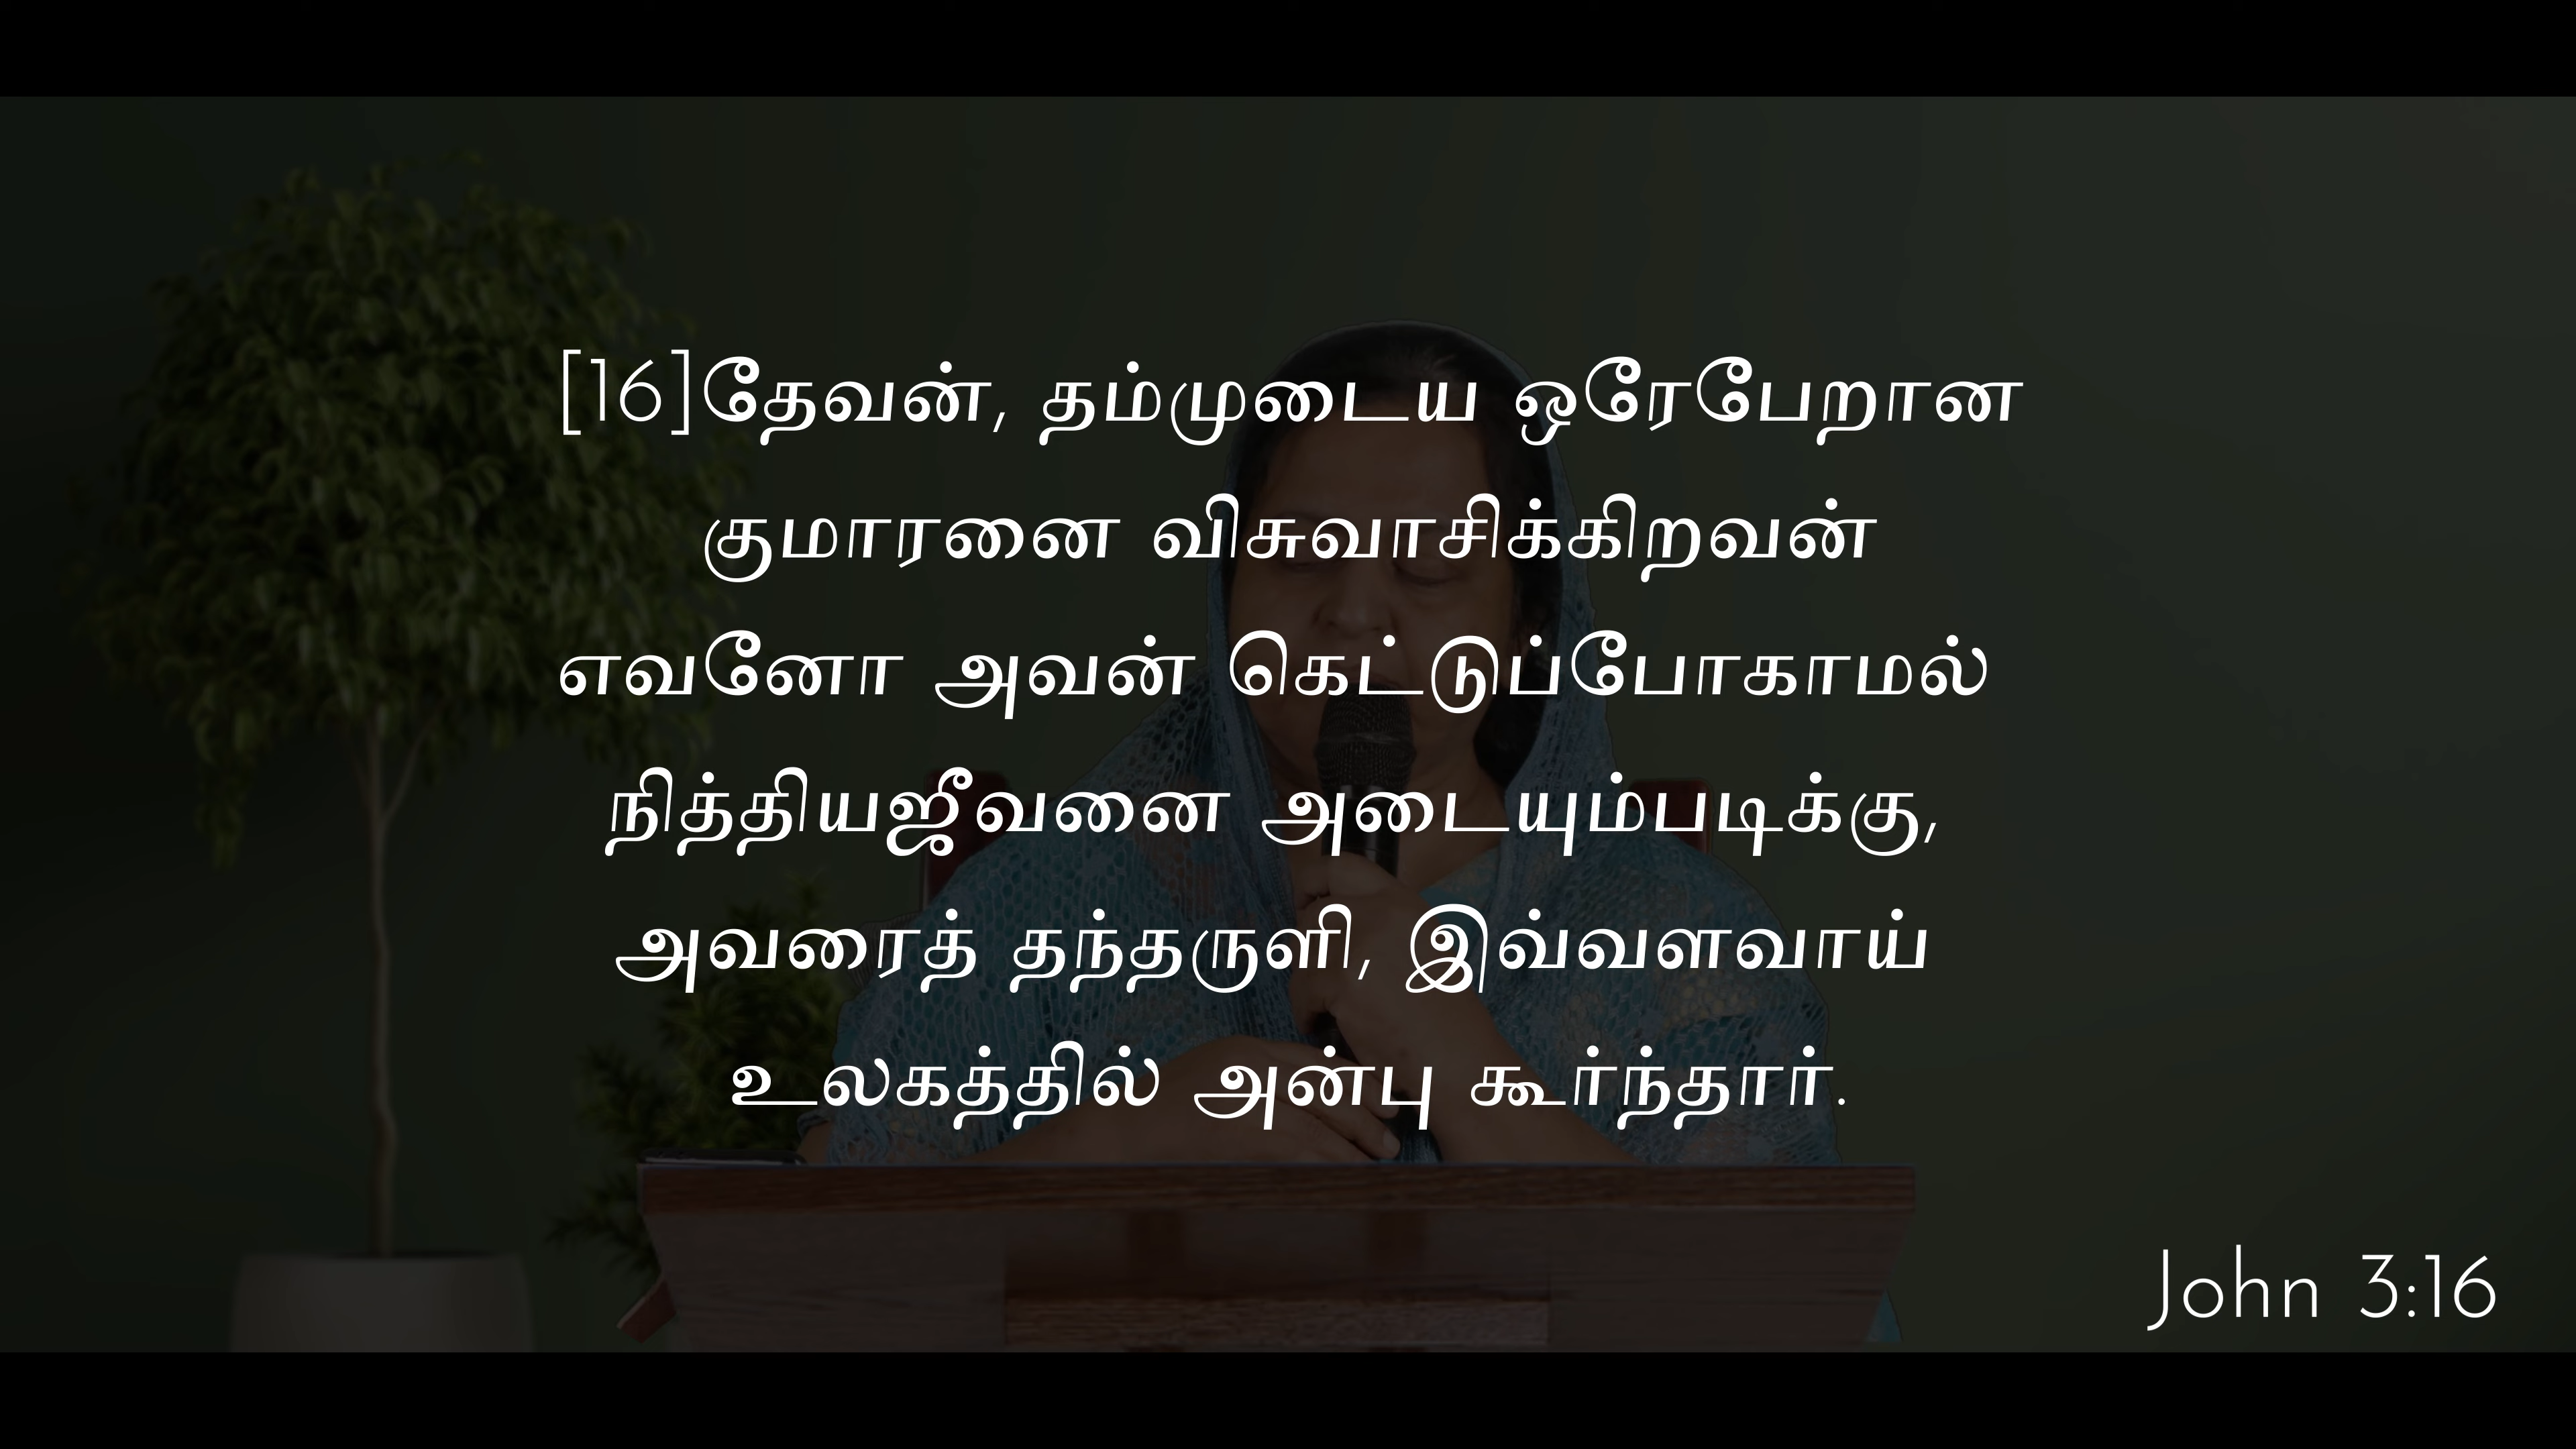 [16]தேவன், தம்முடைய ஒரேபேறான
குமாரனை விசுவாசிக்கிறவன்
எவனோ அவன் கெட்டுப்போகாமல்
நித்தியஜீவனை அடையும்படிக்கு,
அவரைத் தந்தருளி, இவ்வளவாய்
உலகத்தில் அன்பு கூர்ந்தார்.
John 3:16